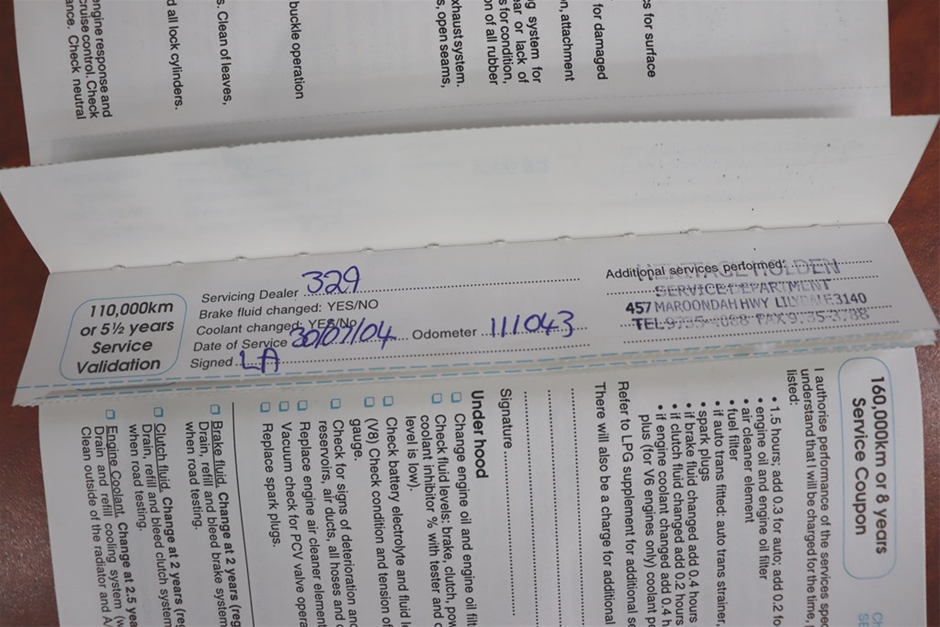 ngine response and
ruise control. Check
ance. Check neutral
d all lock cylinders.
s. Clean of leaves,
buckle operation
xhaust system.
s, open seams,
g system for
ar or lack of
s for condition,
on of all rubber
n, attachment
for damaged
s for surface
110,000km
or 5½ years
Service
Validation
Servicing Dealer 329
Brake fluid changed: YES/NO
Coolant changed: YES/No
Date of Service 30/07/04 Odometer 111043
Signed LA
Additional services performed:
HERITAGE HOLDEN
SERVICE DEPARTMENT
457 MAROONDAH HWY LILYDALE 3140
TEL 9735 FAX 9735 3788
160,000km or 8 years
Service Coupon
I authorise performance of the services spec
understand that I will be charged for the time,
listed:
• 1.5 hours; add 0.3 for auto; add 0.2 fo
• engine oil and engine oil filter
• air cleaner element
• fuel filter
• if auto trans fitted: auto trans strainer,
• spark plugs
• if brake fluid changed add 0.4 hours
• if clutch fluid changed add 0.2 hours
• if engine coolant changed add 0.4 h
plus (for V6 engines only) coolant pe
Refer to LPG supplement for additional se
There will also be a charge for additional
Signature
Under hood
Change engine oil and engine oil filt
Check fluid levels: brake, clutch, pow
coolant inhibitor % with tester and c
level is low).
Check battery electrolyte and fluid l
(V8) Check condition and tension of
gauge.
Check for signs of deterioration and
reservoirs, air ducts, all hoses and c
Replace engine air cleaner element
Vacuum check for PCV valve opera
Replace spark plugs.
Brake fluid, Change at 2 years (reg
Drain, refill and bleed brake system
when road testing.
Clutch fluid, Change at 2 years (reg
Drain, refill and bleed clutch system
when road testing.
Engine Coolant, Change at 2.5 yea
Drain and refill cooling system (w
Clean outside of the radiator and A/